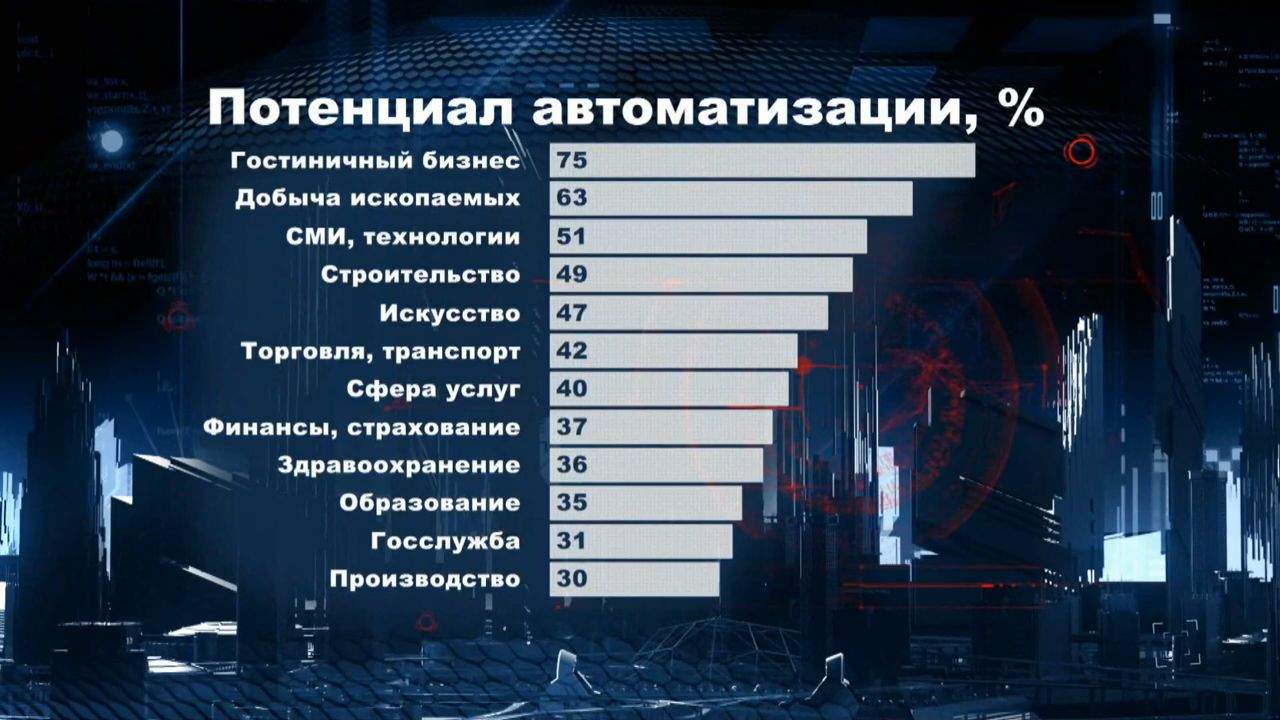 Потенциал автоматизации, %
Гостиничный бизнес 75
Добыча ископаемых 63
СМИ, технологии 51
Строительство 49
Искусство 47
Торговля, транспорт 42
Сфера услуг 40
Финансы, страхование 37
Здравоохранение 36
Образование 35
Госслужба 31
Производство 30